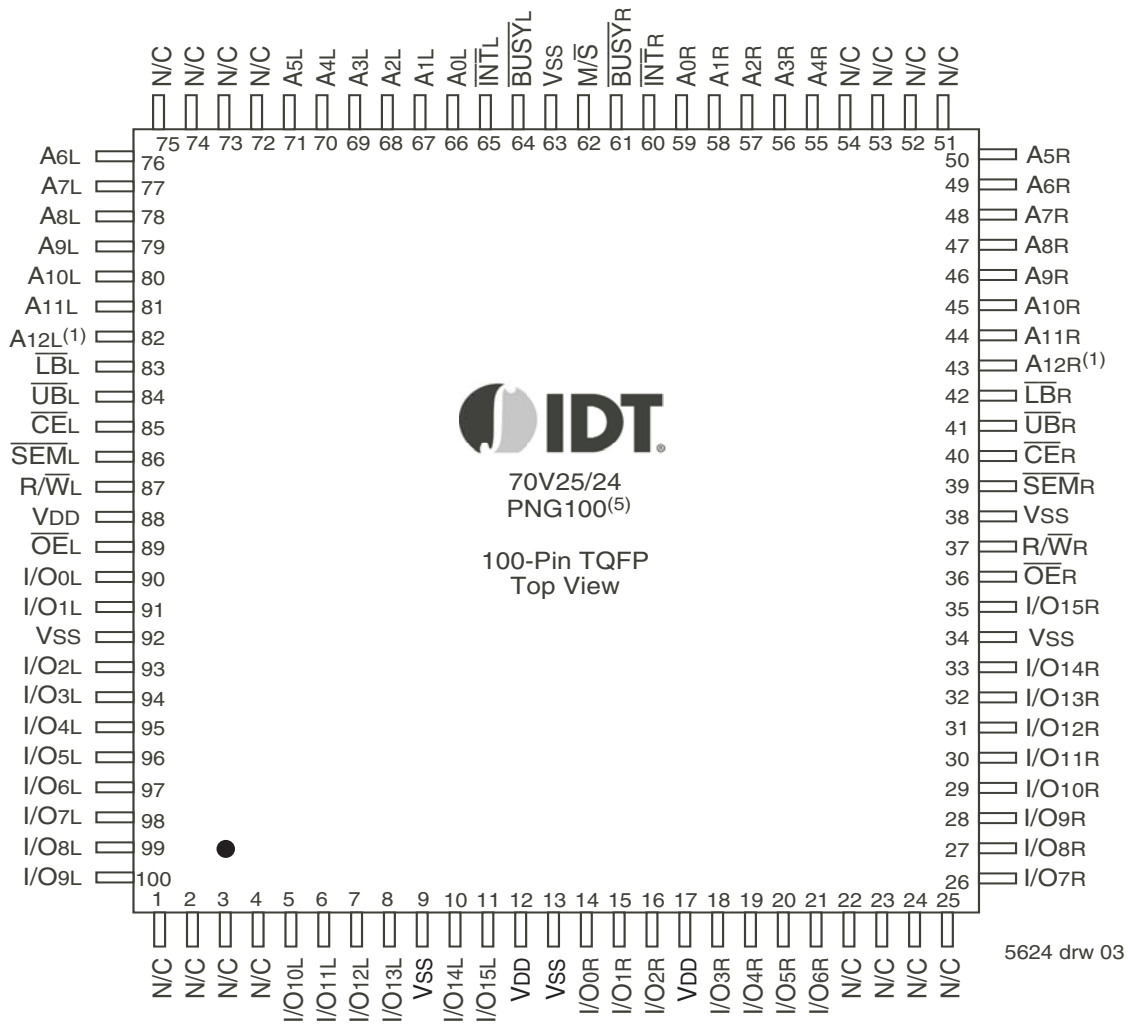 N/C N/C N/C N/C A5L A4L A3L A2L A1L A0L INTL BUSYL VSS M/S BUSYR INTR A0R A1R A2R A3R A4R N/C N/C N/C N/C
75 74 73 72 71 70 69 68 67 66 65 64 63 62 61 60 59 58 57 56 55 54 53 52 51
A6L 76 50 A5R
A7L 77 49 A6R
A8L 78 48 A7R
A9L 79 47 A8R
A10L 80 46 A9R
A11L 81 45 A10R
A12L(1) 82 44 A11R
LBL 83 43 A12R(1)
UBL 84 42 LBR
CEL 85 41 UBR
SEML 86 40 CER
R/WL 87 39 SEMR
VDD 88 38 VSS
OEL 89 37 R/WR
I/O0L 90 36 OER
I/O1L 91 35 I/O15R
VSS 92 34 VSS
I/O2L 93 33 I/O14R
I/O3L 94 32 I/O13R
I/O4L 95 31 I/O12R
I/O5L 96 30 I/O11R
I/O6L 97 29 I/O10R
I/O7L 98 28 I/O9R
I/O8L 99 27 I/O8R
I/O9L 100 26 I/O7R
IDT®
70V25/24
PNG100(5)
100-Pin TQFP
Top View
1 2 3 4 5 6 7 8 9 10 11 12 13 14 15 16 17 18 19 20 21 22 23 24 25
N/C N/C N/C N/C I/O10L I/O11L I/O12L I/O13L VSS I/O14L I/O15L VDD VSS I/O0R I/O1R I/O2R VDD I/O3R I/O4R I/O5R I/O6R N/C N/C N/C N/C
5624 drw 03